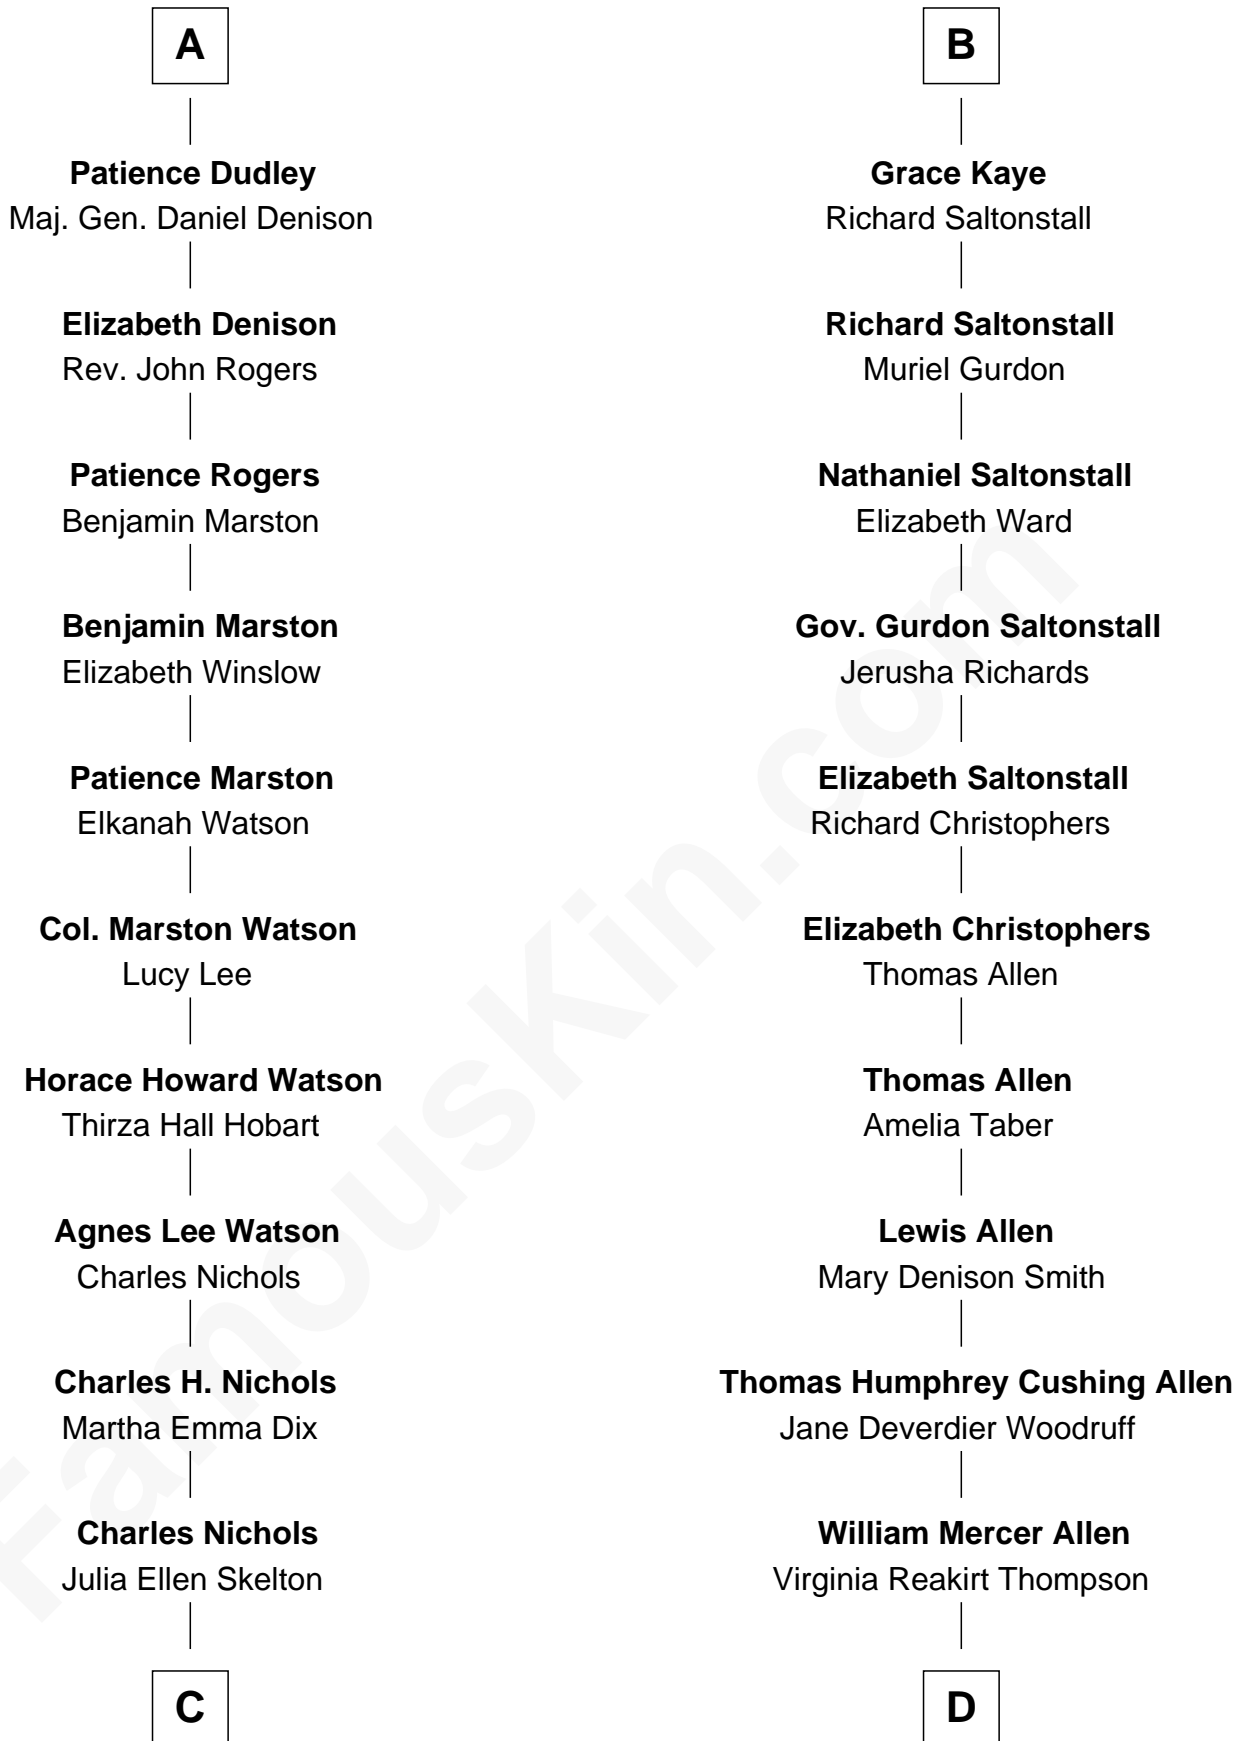 A
Patience Dudley
Maj. Gen. Daniel Denison
Elizabeth Denison
Rev. John Rogers
Patience Rogers
Benjamin Marston
Benjamin Marston
Elizabeth Winslow
Patience Marston
Elkanah Watson
Col. Marston Watson
Lucy Lee
Horace Howard Watson
Thirza Hall Hobart
Agnes Lee Watson
Charles Nichols
Charles H. Nichols
Martha Emma Dix
Charles Nichols
Julia Ellen Skelton
C
B
Grace Kaye
Richard Saltonstall
Richard Saltonstall
Muriel Gurdon
Nathaniel Saltonstall
Elizabeth Ward
Gov. Gurdon Saltonstall
Jerusha Richards
Elizabeth Saltonstall
Richard Christophers
Elizabeth Christophers
Thomas Allen
Thomas Allen
Amelia Taber
Lewis Allen
Mary Denison Smith
Thomas Humphrey Cushing Allen
Jane Deverdier Woodruff
William Mercer Allen
Virginia Reakirt Thompson
D
FamousKin.com